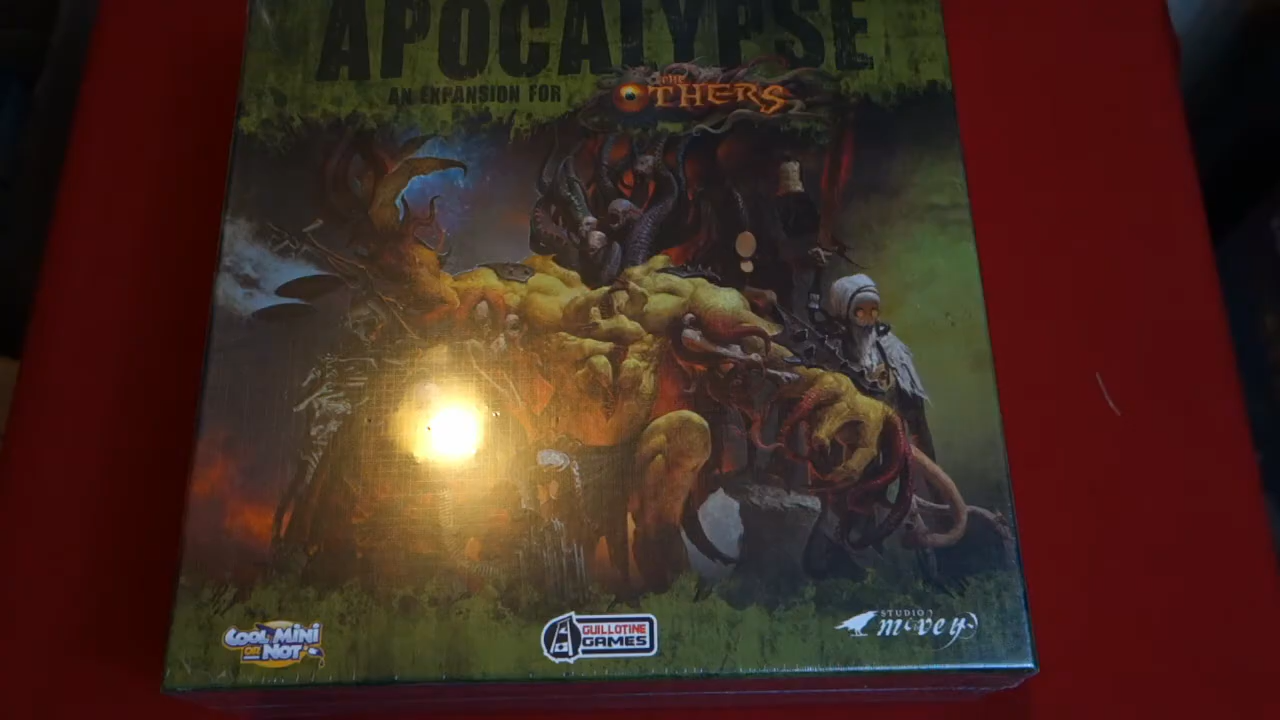 APOCALYPSE
AN EXPANSION FOR
THE
OTHERS
COOL MINI
OR NOT
GUILLOTINE
GAMES
STUDIO
McVey